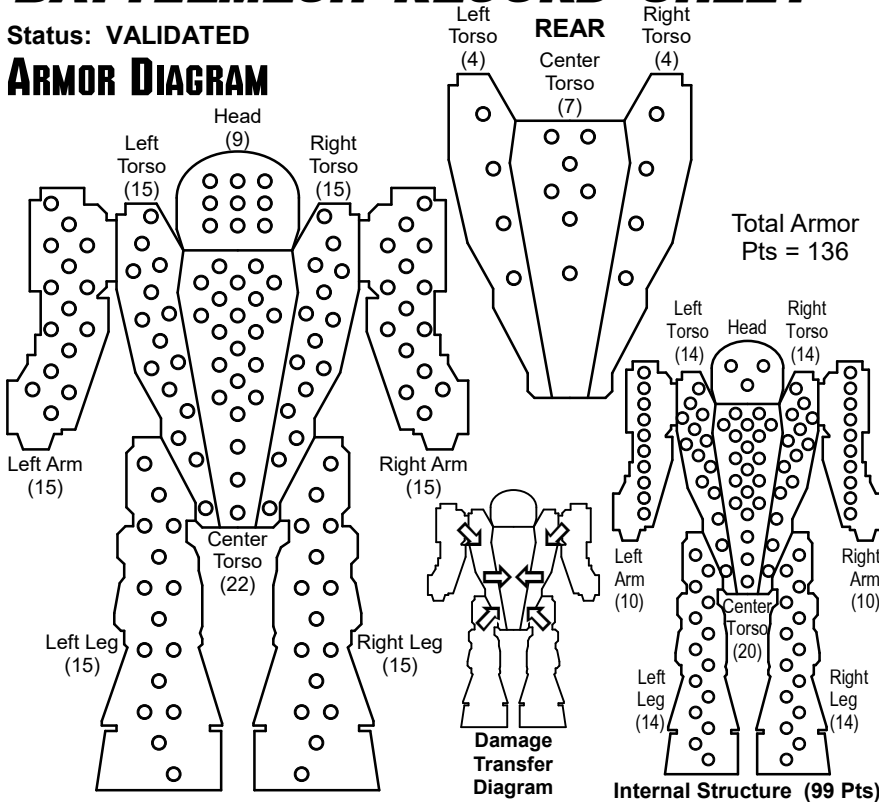 BATTLEMECH RECORD SHEET
Status: VALIDATED
ARMOR DIAGRAM
Head
(9)
Left
Torso
(15)
Right
Torso
(15)
Left Arm
(15)
Right Arm
(15)
Center
Torso
(22)
Left Leg
(15)
Right Leg
(15)
Left
Torso
(4)
REAR
Right
Torso
(4)
Center
Torso
(7)
Total Armor
Pts = 136
Left
Torso
(14)
Head
Right
Torso
(14)
Left
Arm
(10)
Right
Arm
(10)
Center
Torso
(20)
Left
Leg
(14)
Right
Leg
(14)
Damage
Transfer
Diagram
Internal Structure (99 Pts)